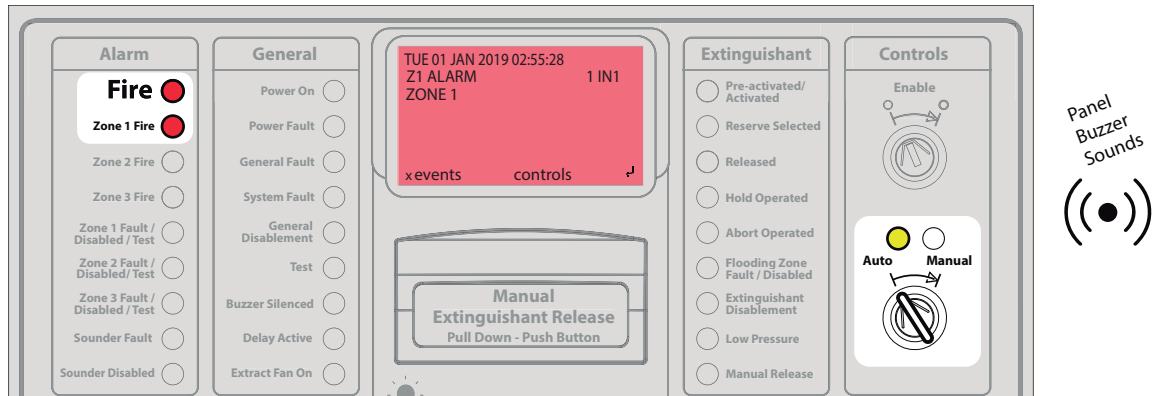 Alarm
Fire
Zone 1 Fire
Zone 2 Fire
Zone 3 Fire
Zone 1 Fault /
Disabled / Test
Zone 2 Fault /
Disabled/ Test
Zone 3 Fault /
Disabled / Test
Sounder Fault
Sounder Disabled
General
Power On
Power Fault
General Fault
System Fault
General
Disablement
Test
Buzzer Silenced
Delay Active
Extract Fan On
TUE 01 JAN 2019 02:55:28
Z1 ALARM 1 IN1
ZONE 1
x events controls ↵
Manual
Extinguishant Release
Pull Down - Push Button
Extinguishant
Pre-activated/
Activated
Reserve Selected
Released
Hold Operated
Abort Operated
Flooding Zone
Fault / Disabled
Extinguishant
Disablement
Low Pressure
Manual Release
Controls
Enable
Auto Manual
Panel
Buzzer
Sounds